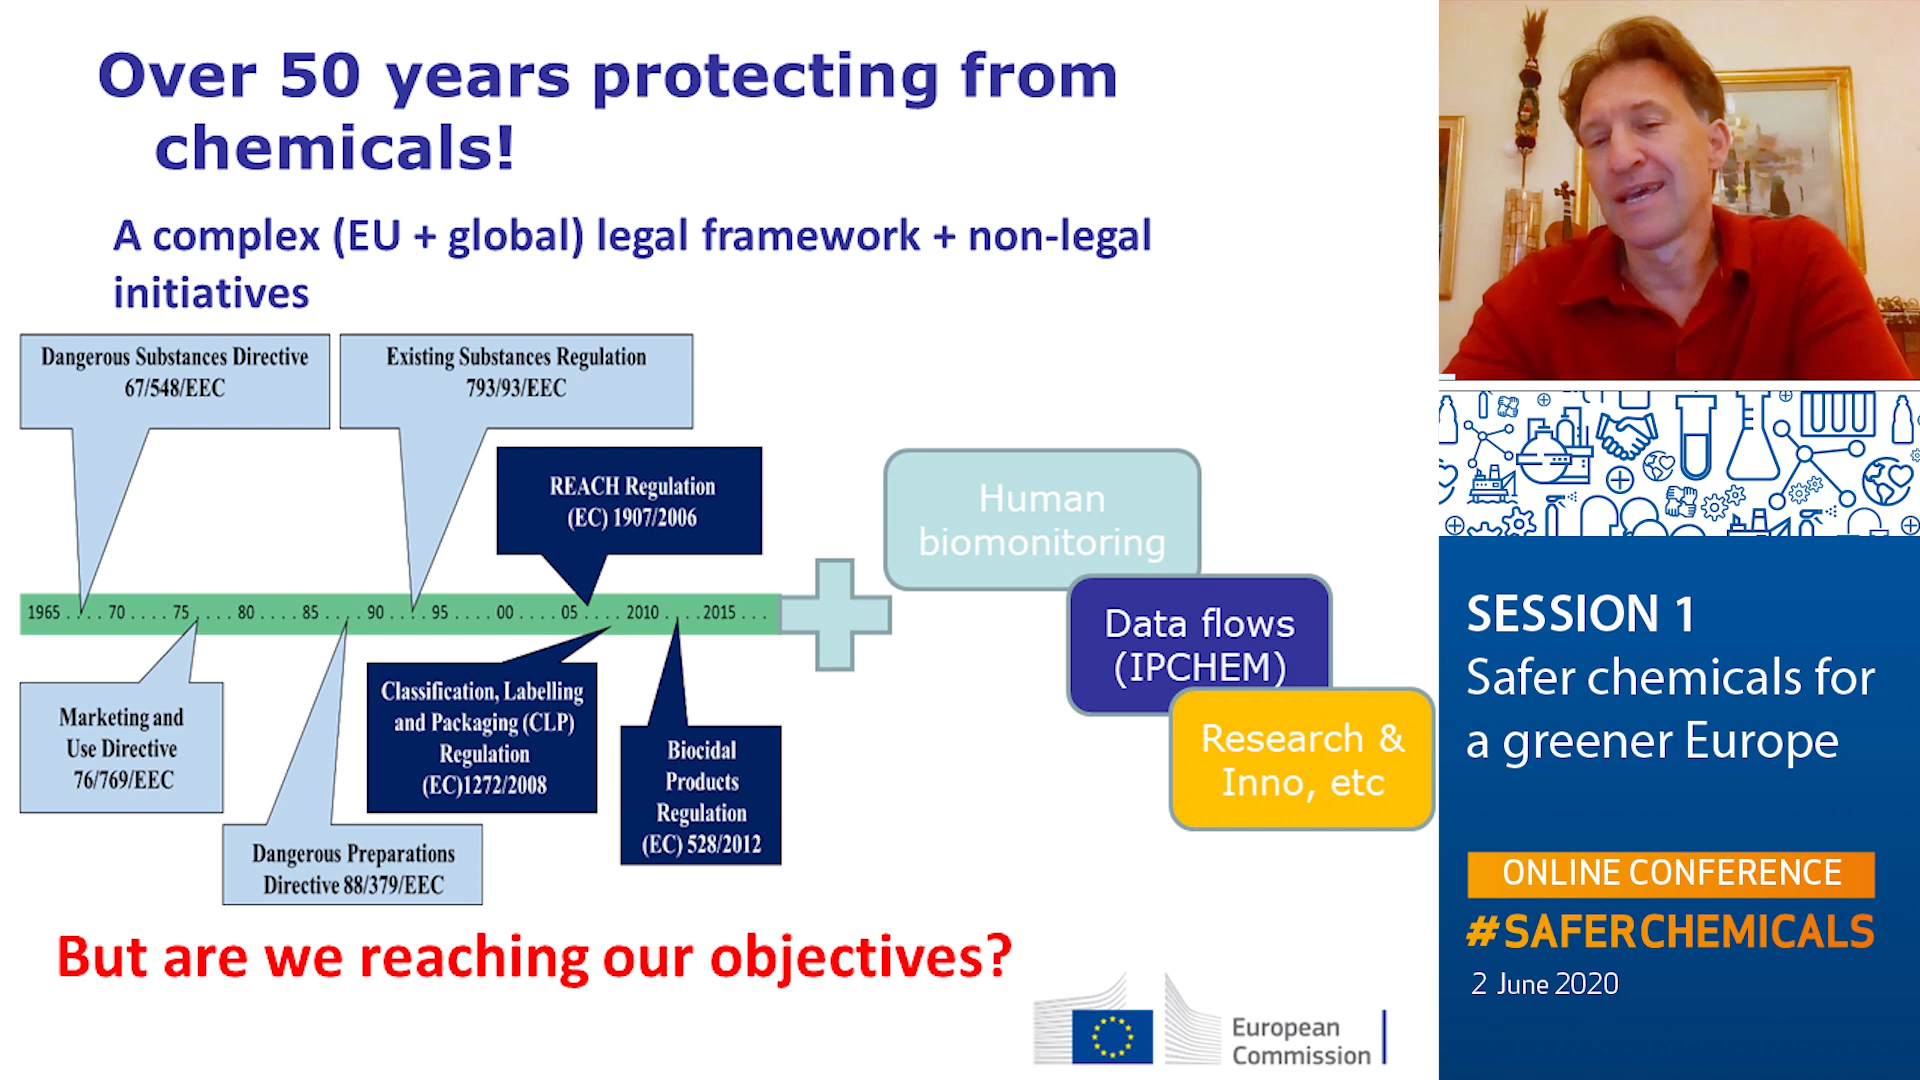 Over 50 years protecting from
chemicals!
A complex (EU + global) legal framework + non-legal
initiatives
Dangerous Substances Directive
67/548/EEC
Existing Substances Regulation
793/93/EEC
REACH Regulation
(EC) 1907/2006
1965 . . . . 70 . . . . 75 . . . . 80 . . . . 85 . . . . 90 . . . . 95 . . . . 00 . . . . 05 . . . . 2010 . . . . 2015 . . .
Marketing and
Use Directive
76/769/EEC
Dangerous Preparations
Directive 88/379/EEC
Classification, Labelling
and Packaging (CLP)
Regulation
(EC)1272/2008
Biocidal
Products
Regulation
(EC) 528/2012
Human
biomonitoring
Data flows
(IPCHEM)
Research &
Inno, etc
But are we reaching our objectives?
European
Commission
SESSION 1
Safer chemicals for
a greener Europe
ONLINE CONFERENCE
#SAFERCHEMICALS
2 June 2020